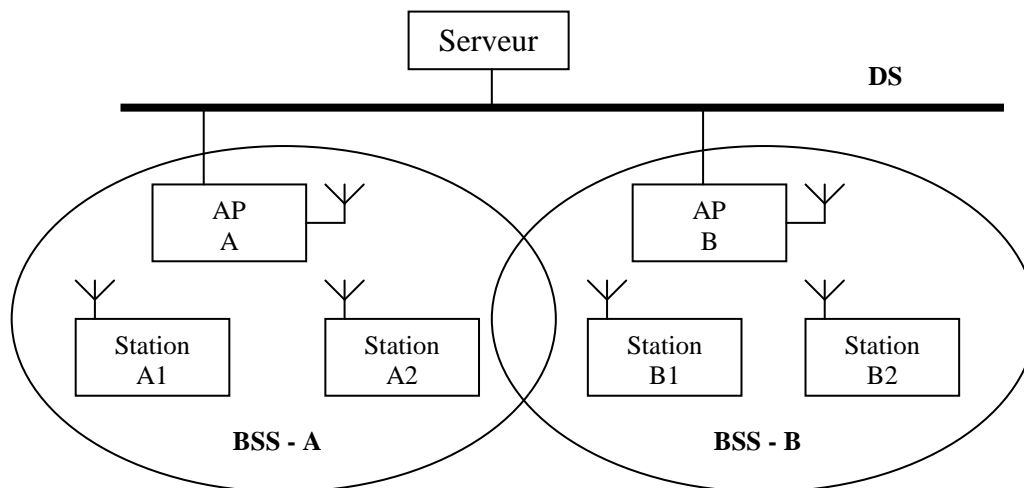 Serveur
DS
AP
A
AP
B
Station
A1
Station
A2
Station
B1
Station
B2
BSS - A
BSS - B